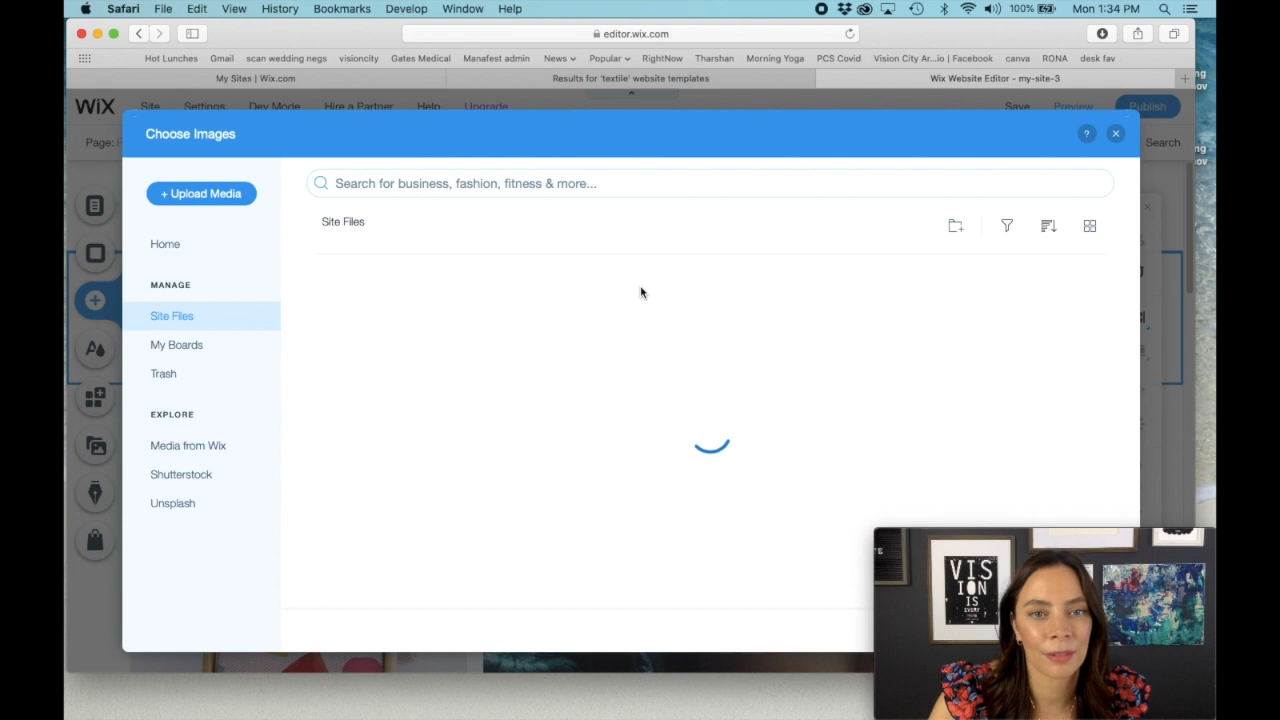 Safari File Edit View History Bookmarks Develop Window Help 100% Mon 1:34 PM
editor.wix.com
Hot Lunches Gmail scan wedding negs visioncity Gates Medical Manafest admin News Popular RightNow Tharshan Morning Yoga PCS Covid Vision City Ar...io | Facebook canva RONA desk fav
My Sites | Wix.com Results for 'textile' website templates Wix Website Editor - my-site-3
WiX Site Settings Dev Mode Hire a Partner Help Upgrade Save Preview Publish
Page: Search
Choose Images ?
+ Upload Media
Search for business, fashion, fitness & more...
Site Files
Home
MANAGE
Site Files
My Boards
Trash
EXPLORE
Media from Wix
Shutterstock
Unsplash
VIS
ION
IS
EVERY